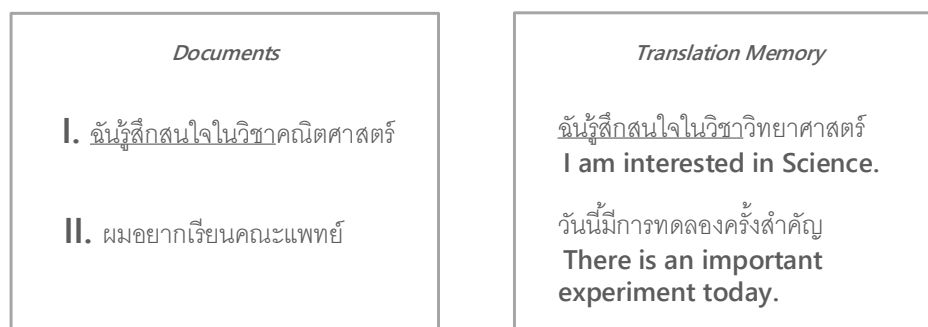 Documents
I. ฉันรู้สึกสนใจในวิชาคณิตศาสตร์
II. ผมอยากเรียนคณะแพทย์
Translation Memory
ฉันรู้สึกสนใจในวิชาวิทยาศาสตร์
I am interested in Science.
วันนี้มีการทดลองครั้งสำคัญ
There is an important
experiment today.